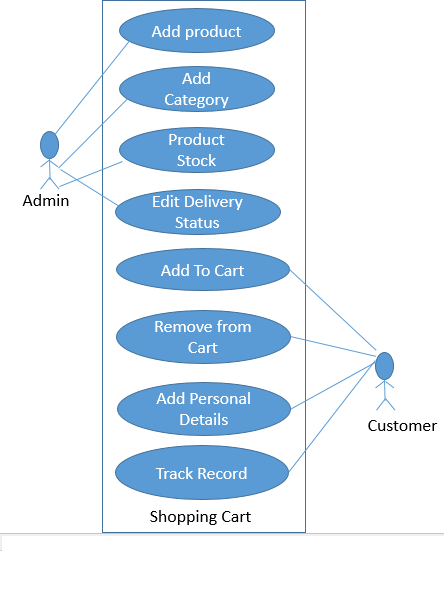 Add product
Add
Category
Product
Stock
Admin
Edit Delivery
Status
Add To Cart
Remove from
Cart
Add Personal
Details
Customer
Track Record
Shopping Cart